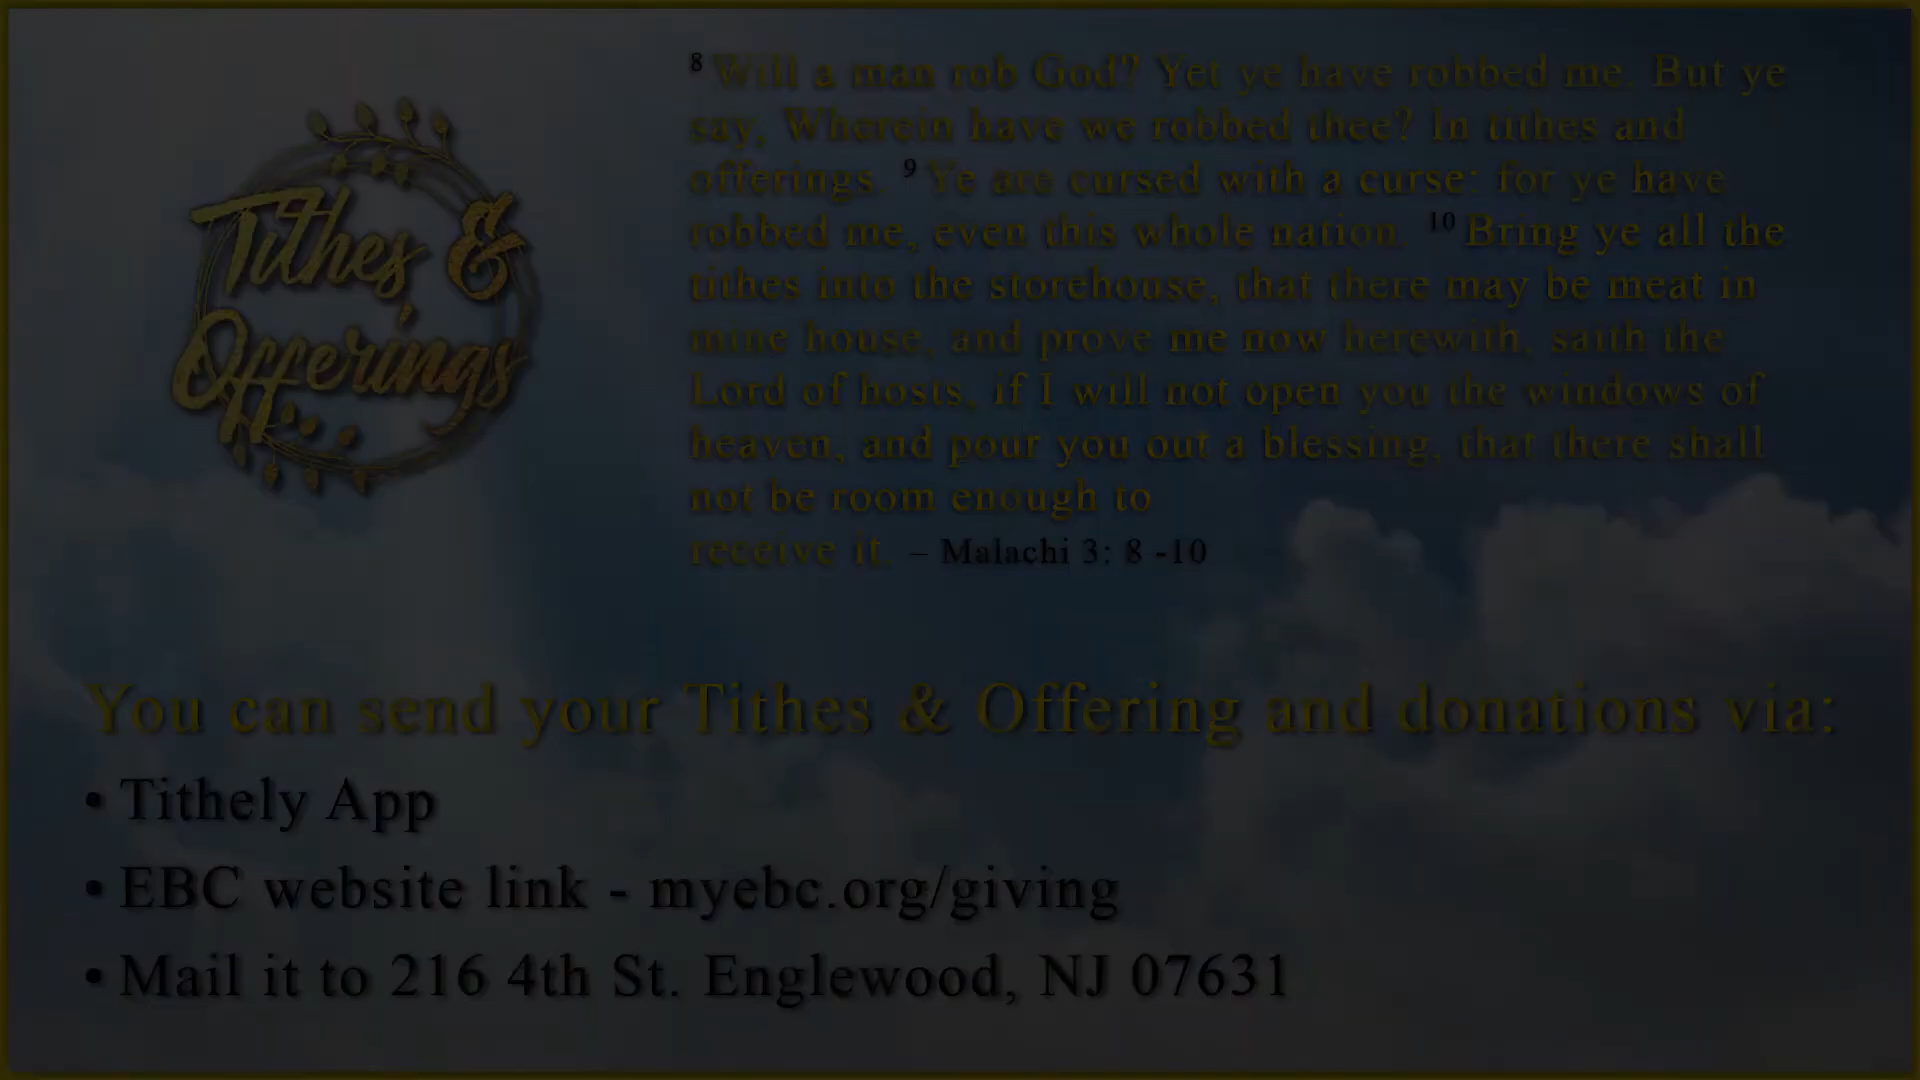 Tithes &
Offerings
⁸ Will a man rob God? Yet ye have robbed me. But ye
say, Wherein have we robbed thee? In tithes and
offerings. ⁹ Ye are cursed with a curse: for ye have
robbed me, even this whole nation. ¹⁰ Bring ye all the
tithes into the storehouse, that there may be meat in
mine house, and prove me now herewith, saith the
Lord of hosts, if I will not open you the windows of
heaven, and pour you out a blessing, that there shall
not be room enough to
receive it. – Malachi 3: 8 -10
You can send your Tithes & Offering and donations via:
• Tithely App
• EBC website link - myebc.org/giving
• Mail it to 216 4th St. Englewood, NJ 07631